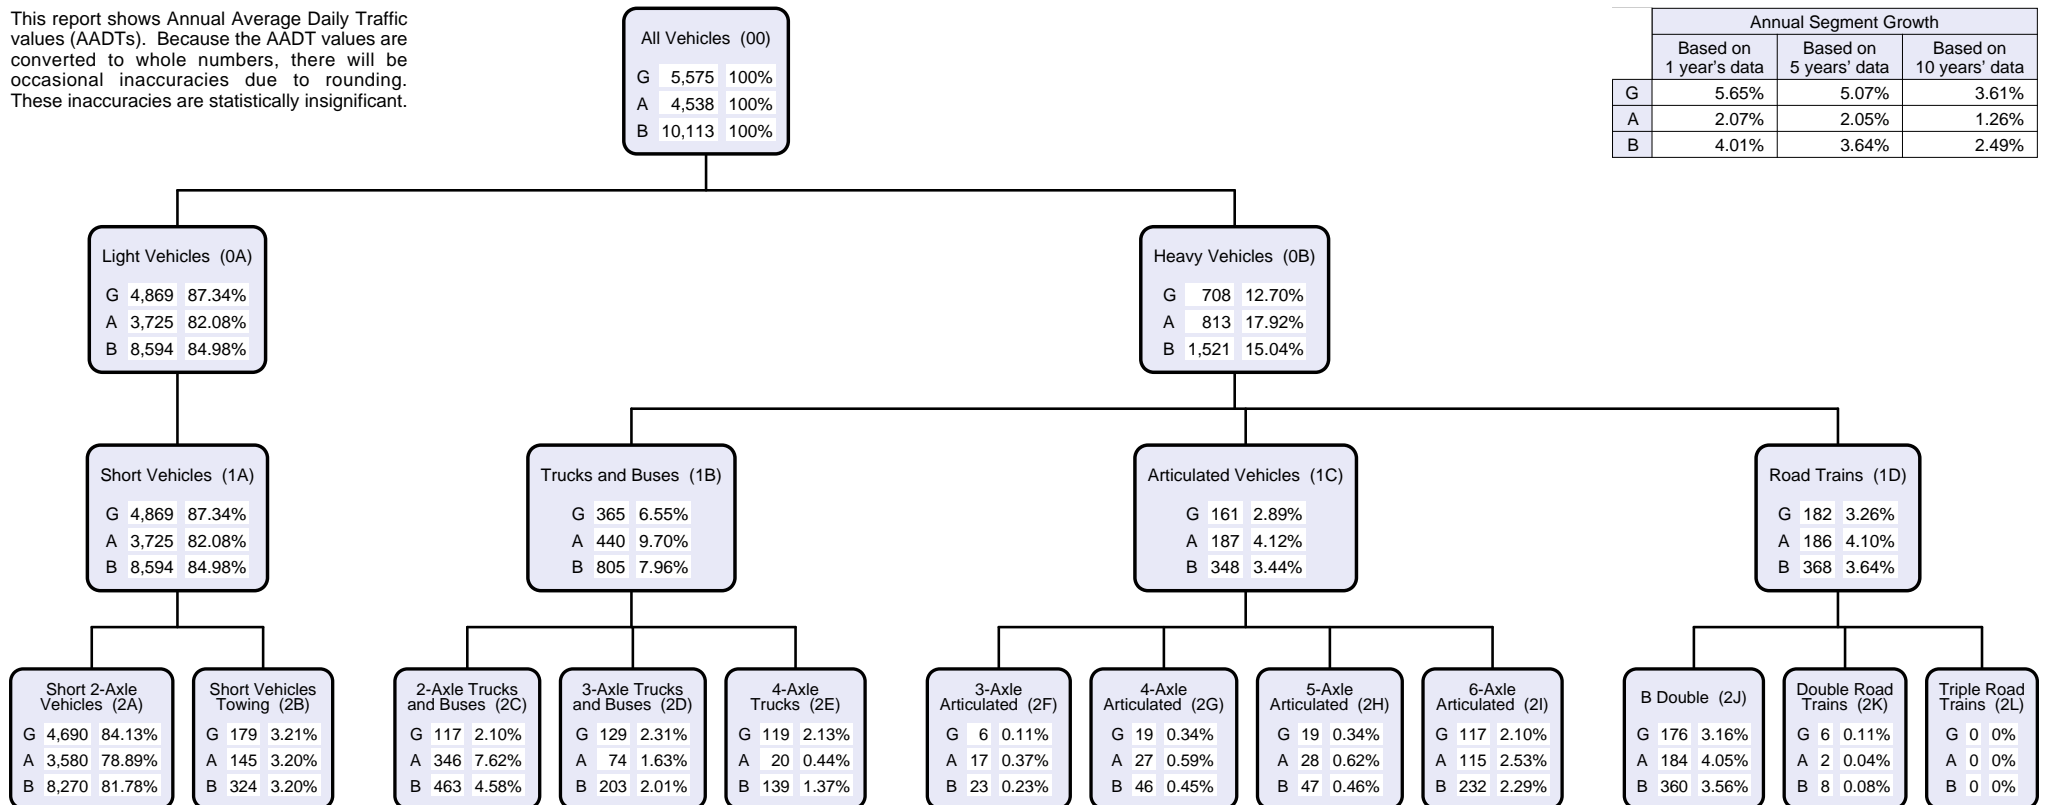 This report shows Annual Average Daily Traffic
values (AADTs). Because the AADT values are
converted to whole numbers, there will be
occasional inaccuracies due to rounding.
These inaccuracies are statistically insignificant.
All Vehicles (00)
G 5,575 100%
A 4,538 100%
B 10,113 100%
Annual Segment Growth
Based on 1 year's data
Based on 5 years' data
Based on 10 years' data
G 5.65% 5.07% 3.61%
A 2.07% 2.05% 1.26%
B 4.01% 3.64% 2.49%
Light Vehicles (0A)
G 4,869 87.34%
A 3,725 82.08%
B 8,594 84.98%
Heavy Vehicles (0B)
G 708 12.70%
A 813 17.92%
B 1,521 15.04%
Short Vehicles (1A)
G 4,869 87.34%
A 3,725 82.08%
B 8,594 84.98%
Trucks and Buses (1B)
G 365 6.55%
A 440 9.70%
B 805 7.96%
Articulated Vehicles (1C)
G 161 2.89%
A 187 4.12%
B 348 3.44%
Road Trains (1D)
G 182 3.26%
A 186 4.10%
B 368 3.64%
Short 2-Axle
Vehicles (2A)
G 4,690 84.13%
A 3,580 78.89%
B 8,270 81.78%
Short Vehicles
Towing (2B)
G 179 3.21%
A 145 3.20%
B 324 3.20%
2-Axle Trucks
and Buses (2C)
G 117 2.10%
A 346 7.62%
B 463 4.58%
3-Axle Trucks
and Buses (2D)
G 129 2.31%
A 74 1.63%
B 203 2.01%
4-Axle
Trucks (2E)
G 119 2.13%
A 20 0.44%
B 139 1.37%
3-Axle
Articulated (2F)
G 6 0.11%
A 17 0.37%
B 23 0.23%
4-Axle
Articulated (2G)
G 19 0.34%
A 27 0.59%
B 46 0.45%
5-Axle
Articulated (2H)
G 19 0.34%
A 28 0.62%
B 47 0.46%
6-Axle
Articulated (2I)
G 117 2.10%
A 115 2.53%
B 232 2.29%
B Double (2J)
G 176 3.16%
A 184 4.05%
B 360 3.56%
Double Road
Trains (2K)
G 6 0.11%
A 2 0.04%
B 8 0.08%
Triple Road
Trains (2L)
G 0 0%
A 0 0%
B 0 0%